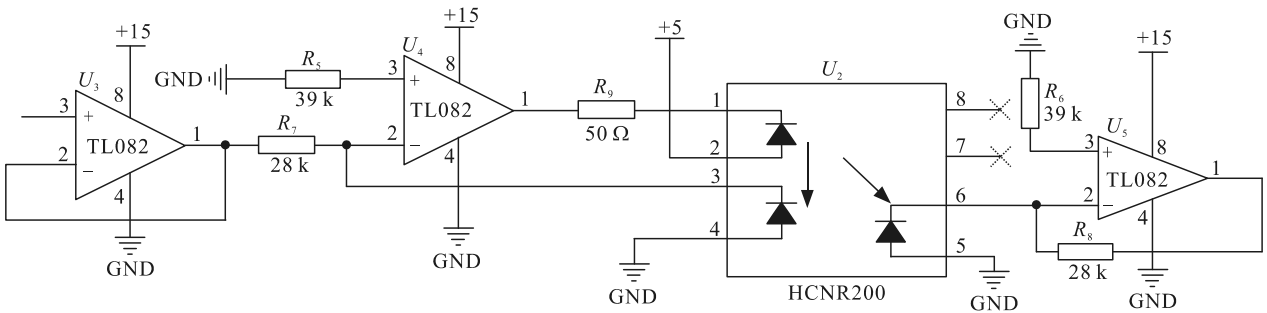 +15
U3
8
3
+
TL082
1
2
−
4
GND
R7
28 k
GND
R5
39 k
+15
U4
8
3
+
TL082
1
2
−
4
GND
R9
50 Ω
+5
U2
1
2
3
4
8
7
6
5
GND
HCNR200
GND
GND
R6
39 k
+15
U5
8
3
+
TL082
1
2
−
4
R8
28 k
GND